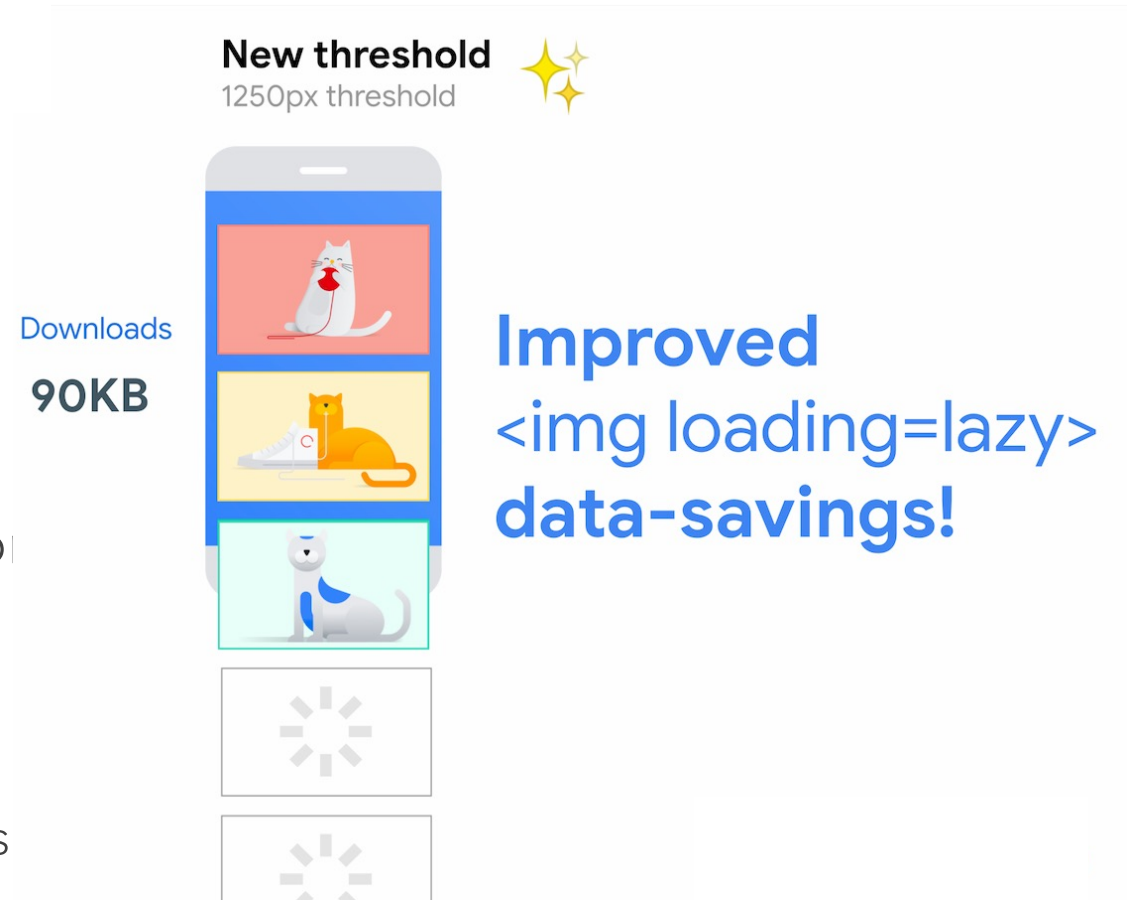 New threshold
1250px threshold
Downloads
90KB
Improved
<img loading=lazy>
data-savings!